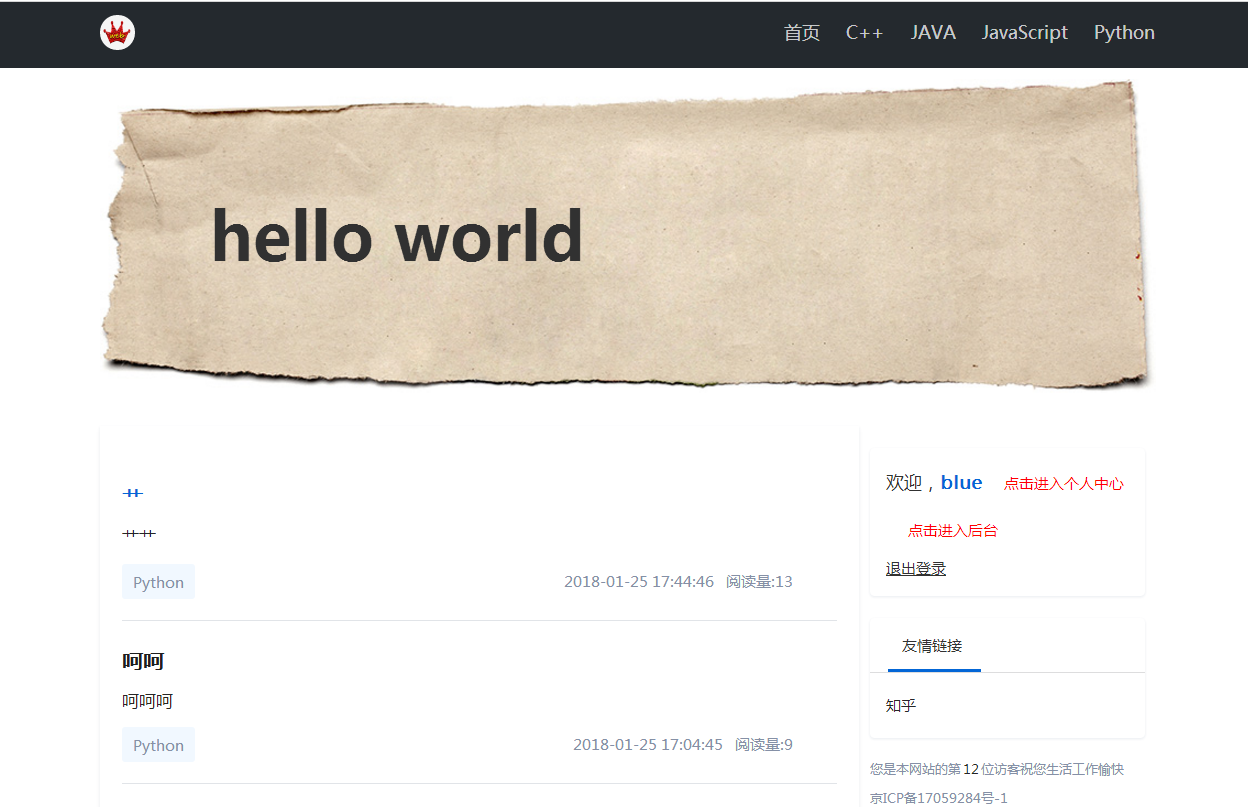 web
首页 C++ JAVA JavaScript Python
hello world
艹
艹艹
Python 2018-01-25 17:44:46 阅读量:13
呵呵
呵呵呵
Python 2018-01-25 17:04:45 阅读量:9
欢迎，blue 点击进入个人中心
点击进入后台
退出登录
友情链接
知乎
您是本网站的第 12 位访客祝您生活工作愉快
京ICP备17059284号-1